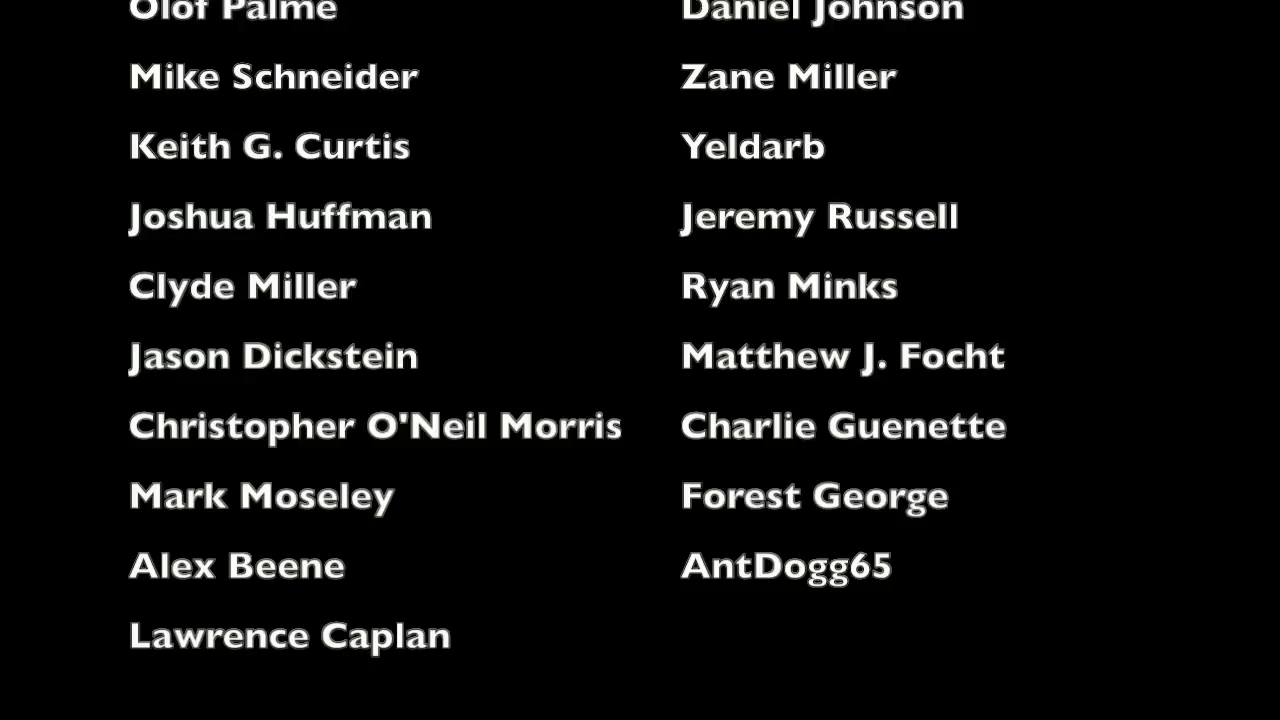 Olof Palme
Mike Schneider
Keith G. Curtis
Joshua Huffman
Clyde Miller
Jason Dickstein
Christopher O'Neil Morris
Mark Moseley
Alex Beene
Lawrence Caplan
Daniel Johnson
Zane Miller
Yeldarb
Jeremy Russell
Ryan Minks
Matthew J. Focht
Charlie Guenette
Forest George
AntDogg65